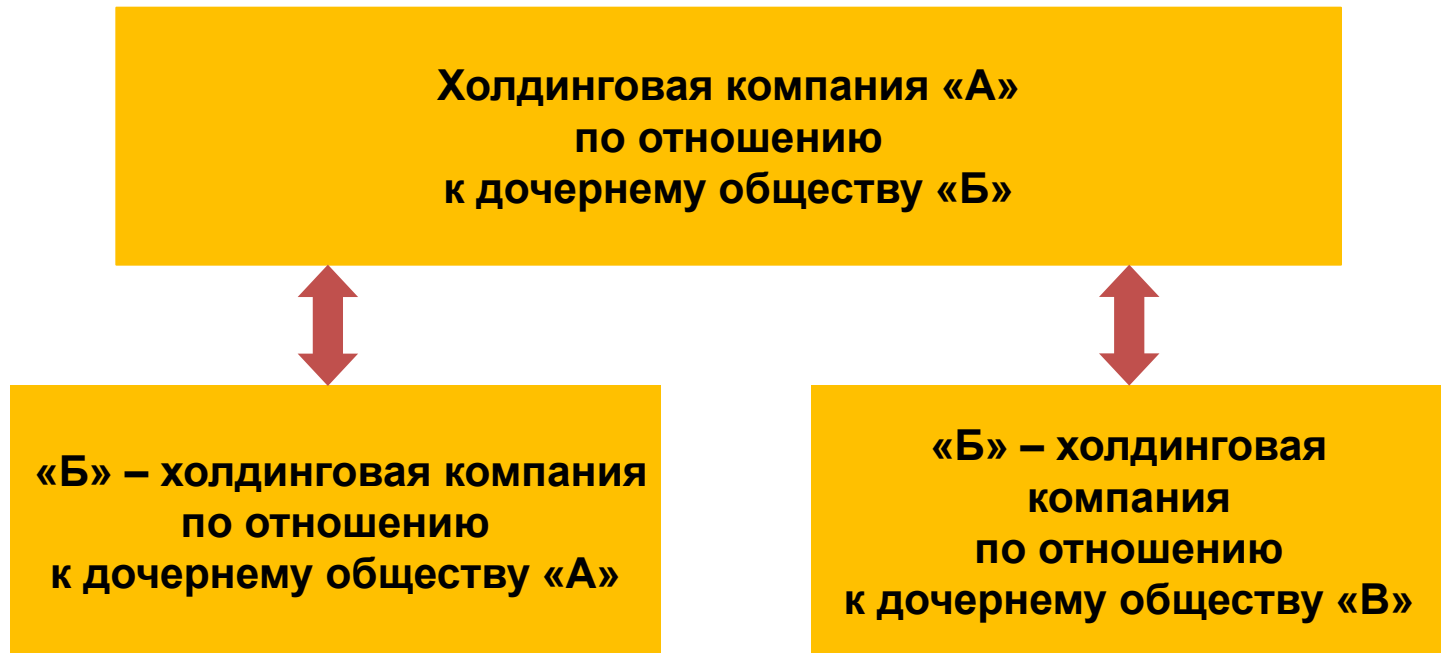 Холдинговая компания «А»
по отношению
к дочернему обществу «Б»
«Б» – холдинговая компания
по отношению
к дочернему обществу «А»
«Б» – холдинговая
компания
по отношению
к дочернему обществу «В»